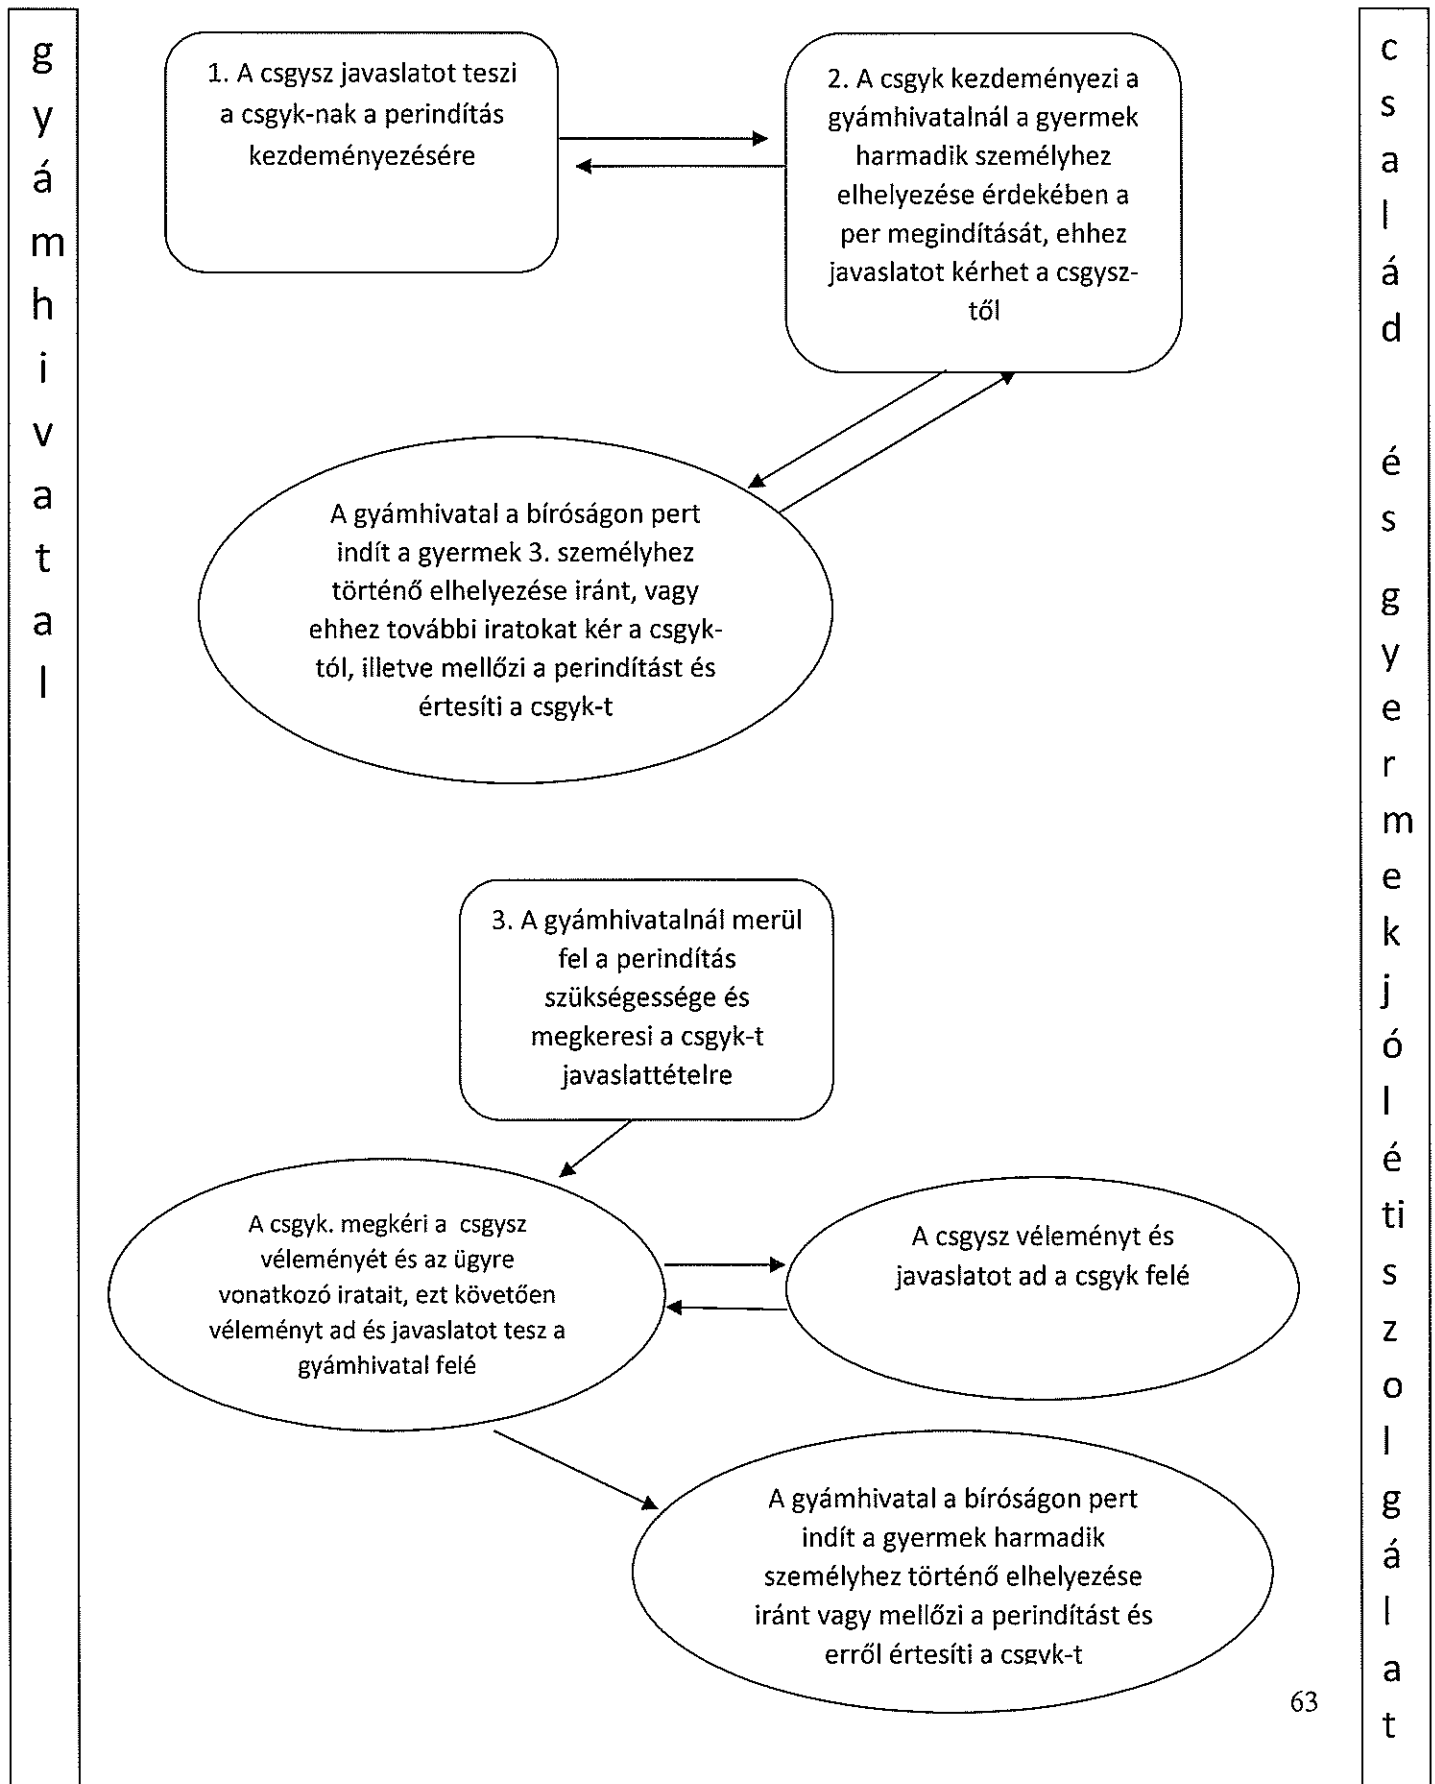 gyámhivatal
1. A csgysz javaslatot teszi
a csgyk-nak a perindítás
kezdeményezésére
2. A csgyk kezdeményezi a
gyámhivatalnál a gyermek
harmadik személyhez
elhelyezése érdekében a
per megindítását, ehhez
javaslatot kérhet a csgysz-
től
A gyámhivatal a bíróságon pert
indít a gyermek 3. személyhez
történő elhelyezése iránt, vagy
ehhez további iratokat kér a csgyk-
tól, illetve mellőzi a perindítást és
értesíti a csgyk-t
3. A gyámhivatalnál merül
fel a perindítás
szükségessége és
megkeresi a csgyk-t
javaslattételre
A csgyk. megkéri a csgysz
véleményét és az ügyre
vonatkozó iratait, ezt követően
véleményt ad és javaslatot tesz a
gyámhivatal felé
A csgysz véleményt és
javaslatot ad a csgyk felé
A gyámhivatal a bíróságon pert
indít a gyermek harmadik
személyhez történő elhelyezése
iránt vagy mellőzi a perindítást és
erről értesíti a csgyk-t
család és gyermekjóléti szolgálat
63